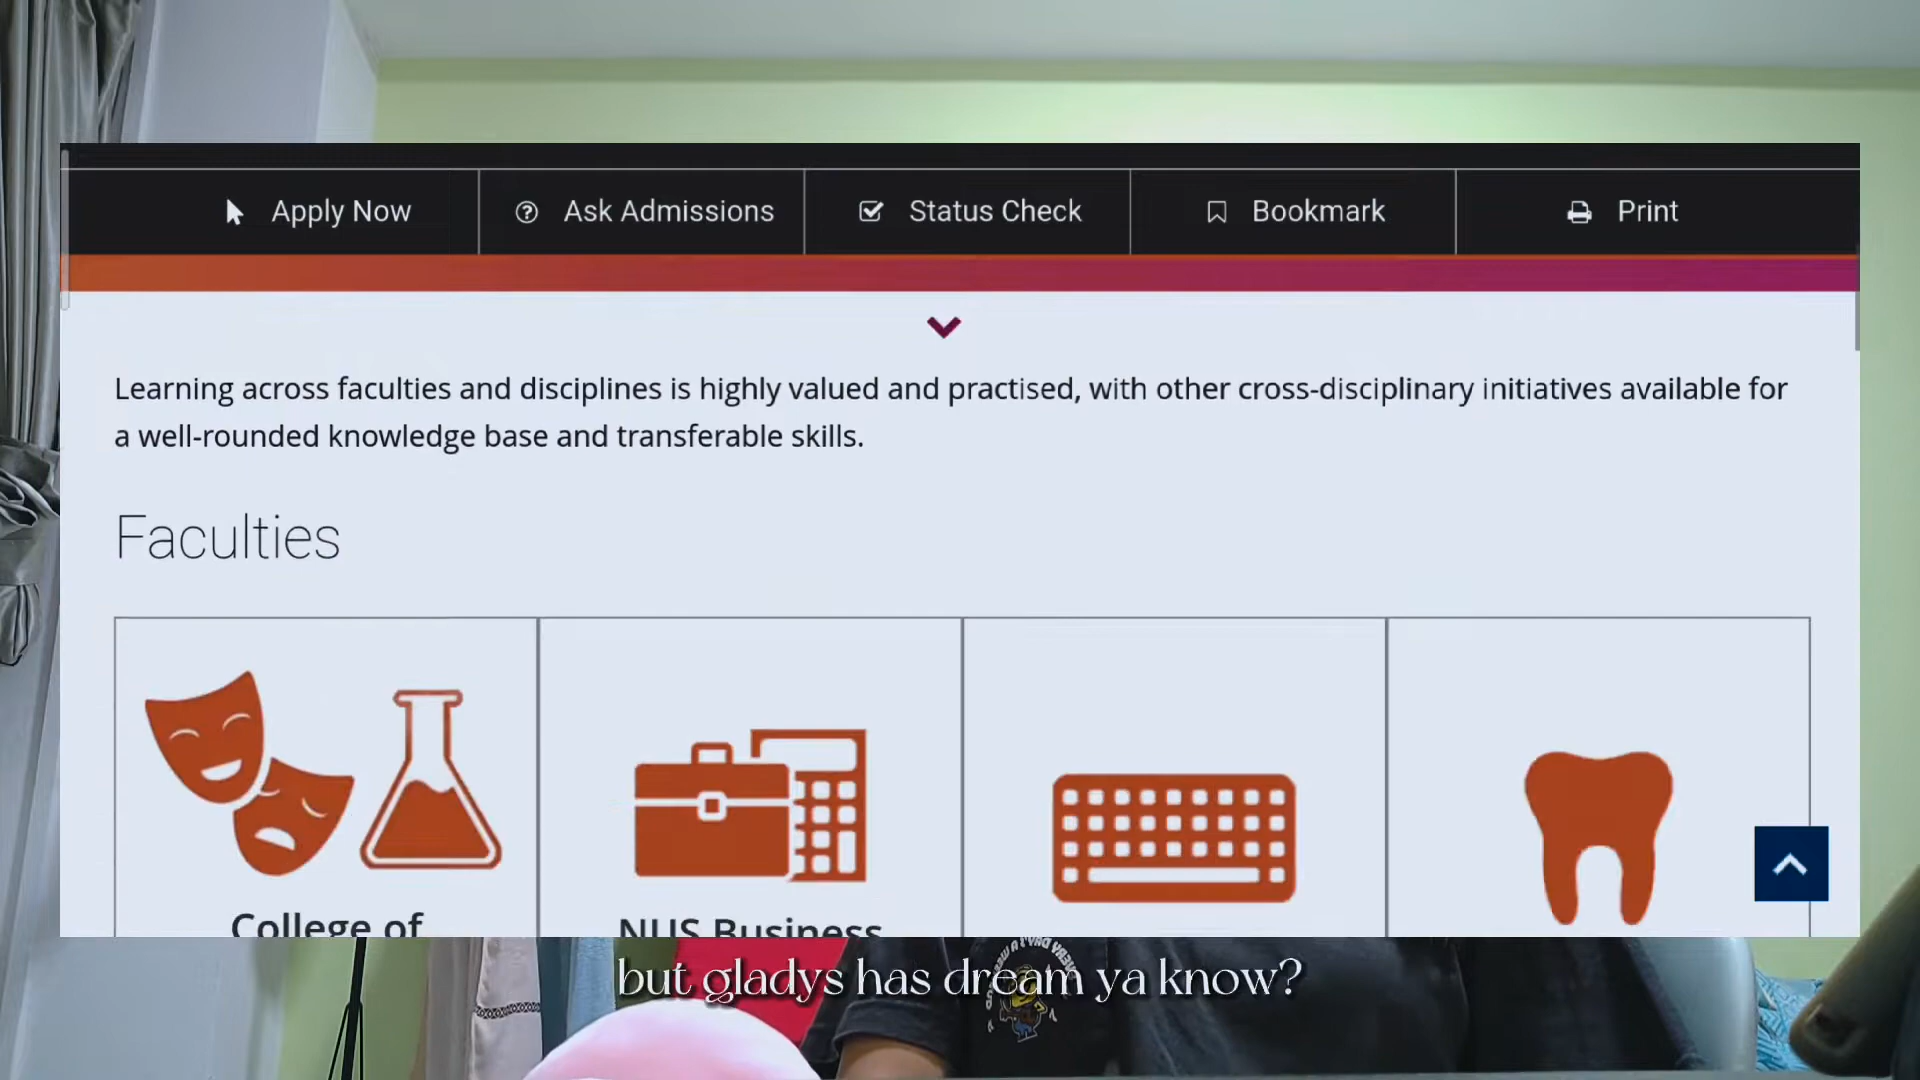 Apply Now
Ask Admissions
Status Check
Bookmark
Print
Learning across faculties and disciplines is highly valued and practised, with other cross-disciplinary initiatives available for
a well-rounded knowledge base and transferable skills.
Faculties
College of
NUS Business
but gladys has dream ya know?